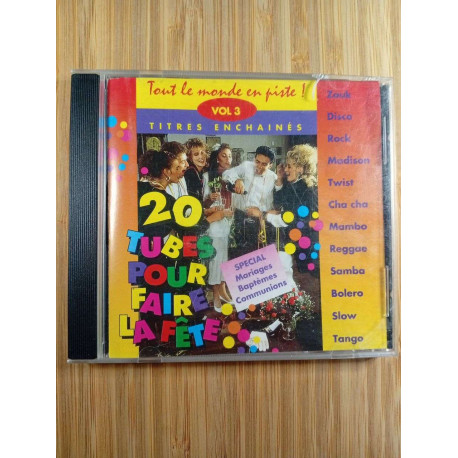 Tout le monde en piste !
VOL 3
TITRES ENCHAINÉS
20
TUBES
POUR
FAIRE
LA FÊTE
SPECIAL
Mariages
Baptêmes
Communions
Zouk
Disco
Rock
Madison
Twist
Cha cha
Mambo
Reggae
Samba
Bolero
Slow
Tango